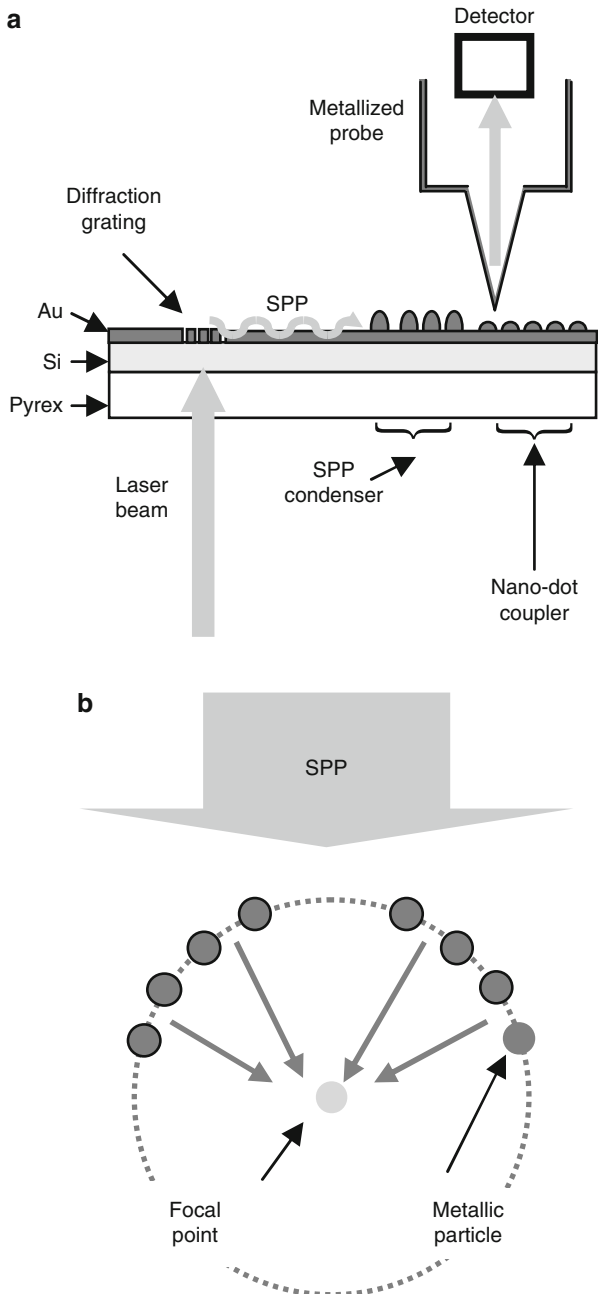 a
Detector
Metallized
probe
Diffraction
grating
SPP
Au
Si
Pyrex
Laser
beam
SPP
condenser
Nano-dot
coupler
b
SPP
Focal
point
Metallic
particle